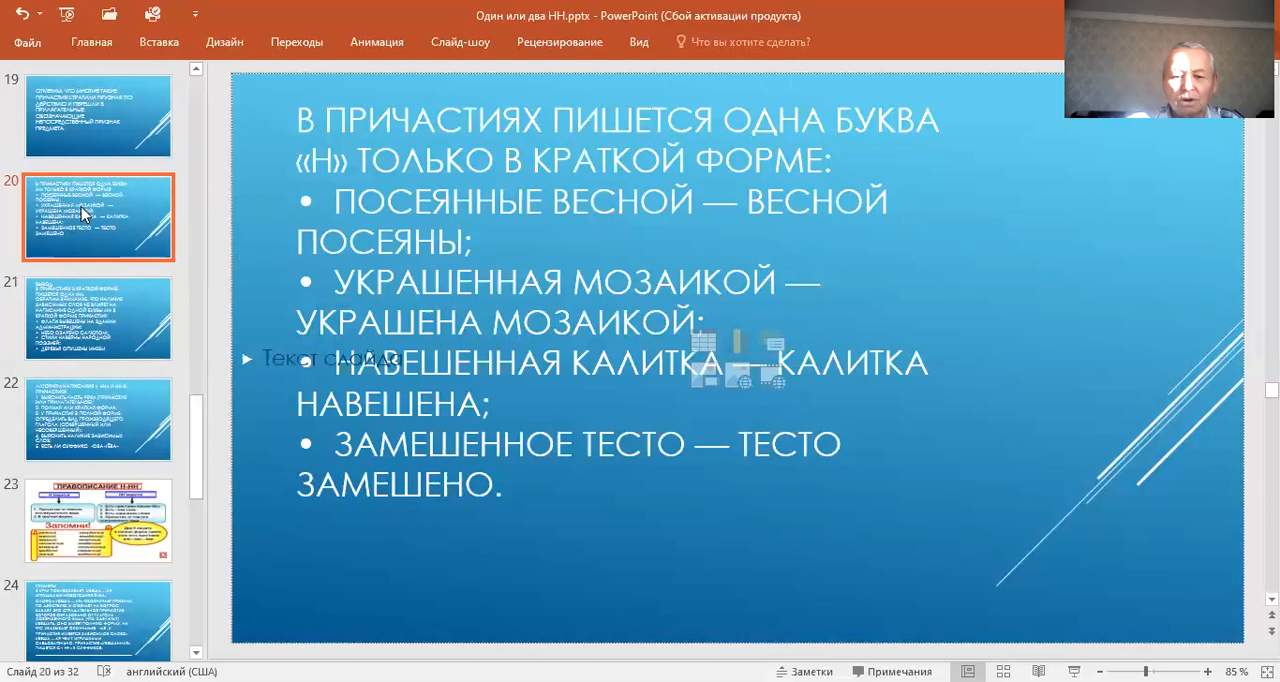 Один или два НН.pptx - PowerPoint (Сбой активации продукта)
Файл Главная Вставка Дизайн Переходы Анимация Слайд-шоу Рецензирование Вид Что вы хотите сделать?
19
20
21
22
23
ПРАВОПИСАНИЕ Н-НН
Запомни!
24
В ПРИЧАСТИЯХ ПИШЕТСЯ ОДНА БУКВА
«Н» ТОЛЬКО В КРАТКОЙ ФОРМЕ:
• ПОСЕЯННЫЕ ВЕСНОЙ — ВЕСНОЙ
ПОСЕЯНЫ;
• УКРАШЕННАЯ МОЗАИКОЙ —
УКРАШЕНА МОЗАИКОЙ;
Текст слайда
• НАВЕШЕННАЯ КАЛИТКА — КАЛИТКА
НАВЕШЕНА;
• ЗАМЕШЕННОЕ ТЕСТО — ТЕСТО
ЗАМЕШЕНО.
Слайд 20 из 32 английский (США) Заметки Примечания 85 %